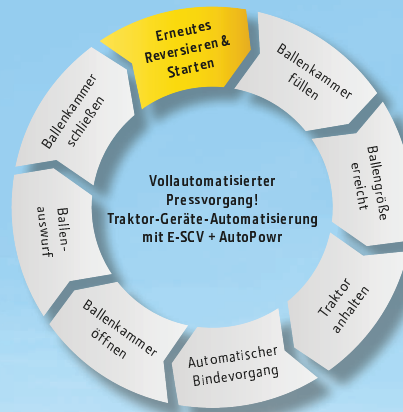 Erneutes
Reversieren &
Starten
Ballenkammer
füllen
Ballengröße
erreicht
Traktor
anhalten
Automatischer
Bindevorgang
Ballenkammer
öffnen
Ballen-
auswurf
Ballenkammer
schließen
Vollautomatisierter
Pressvorgang!
Traktor-Geräte-Automatisierung
mit E-SCV + AutoPowr